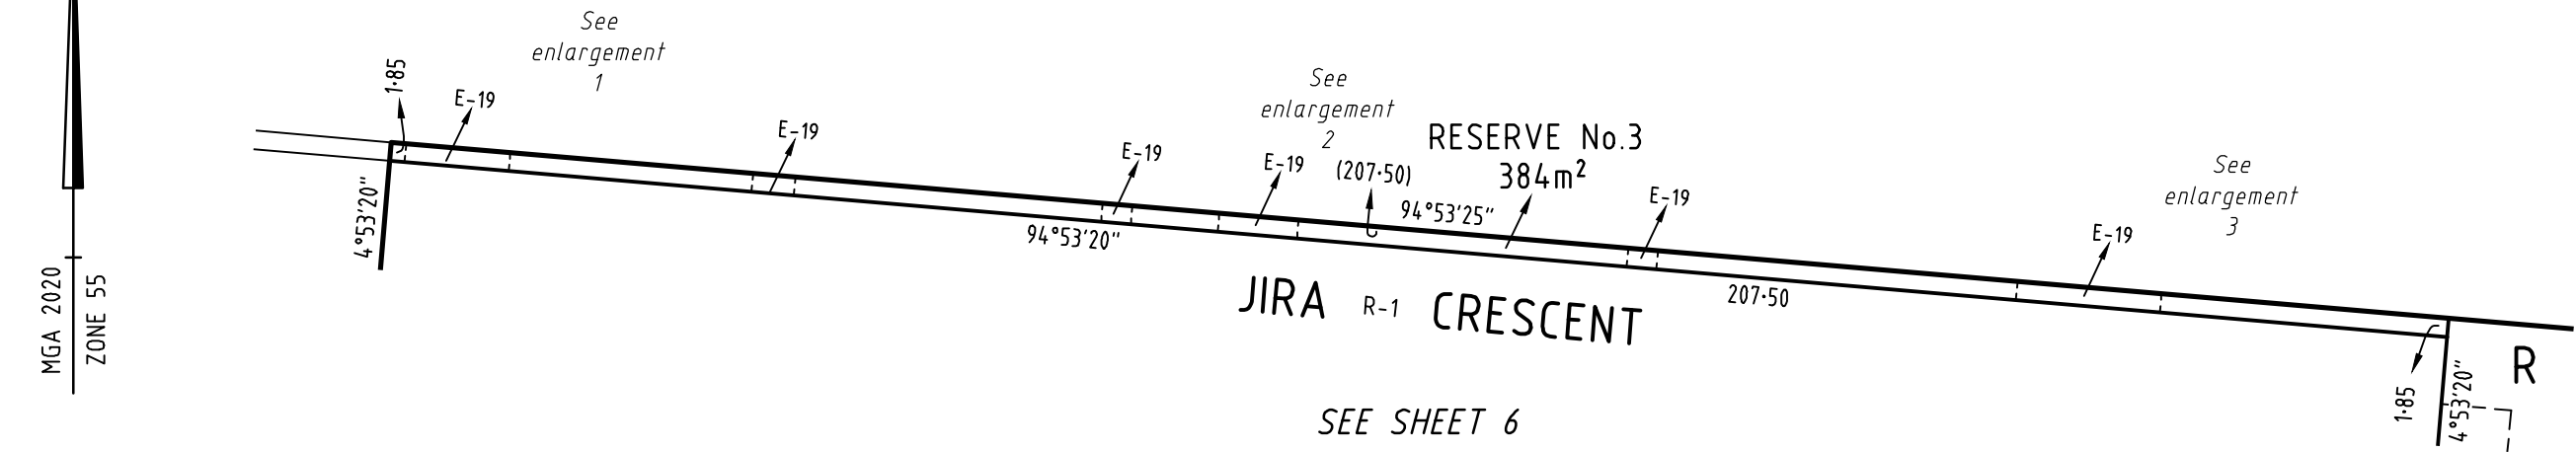 See
enlargement
1
1·85
E-19
E-19
See
enlargement
2
E-19
E-19
(207·50)
RESERVE No.3
384m²
94°53'25"
E-19
See
enlargement
3
E-19
4°53'20"
94°53'20"
207·50
JIRA R-1 CRESCENT
MGA 2020
ZONE 55
1·85
4°53'20"
R
SEE SHEET 6